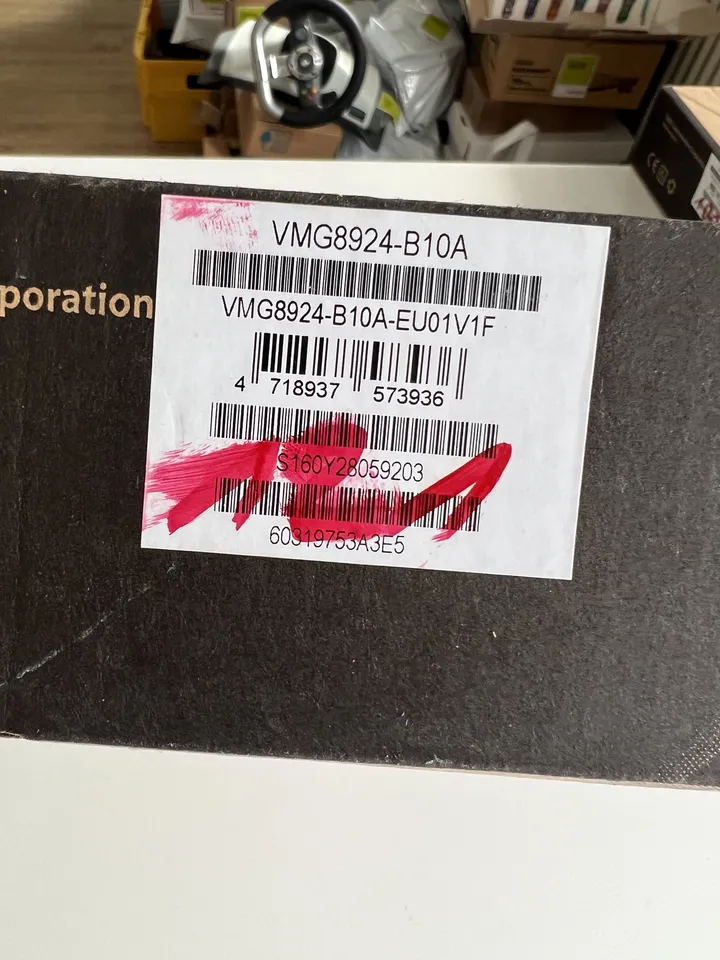 poration
VMG8924-B10A
VMG8924-B10A-EU01V1F
4 718937 573936
S160Y28059203
60319753A3E5